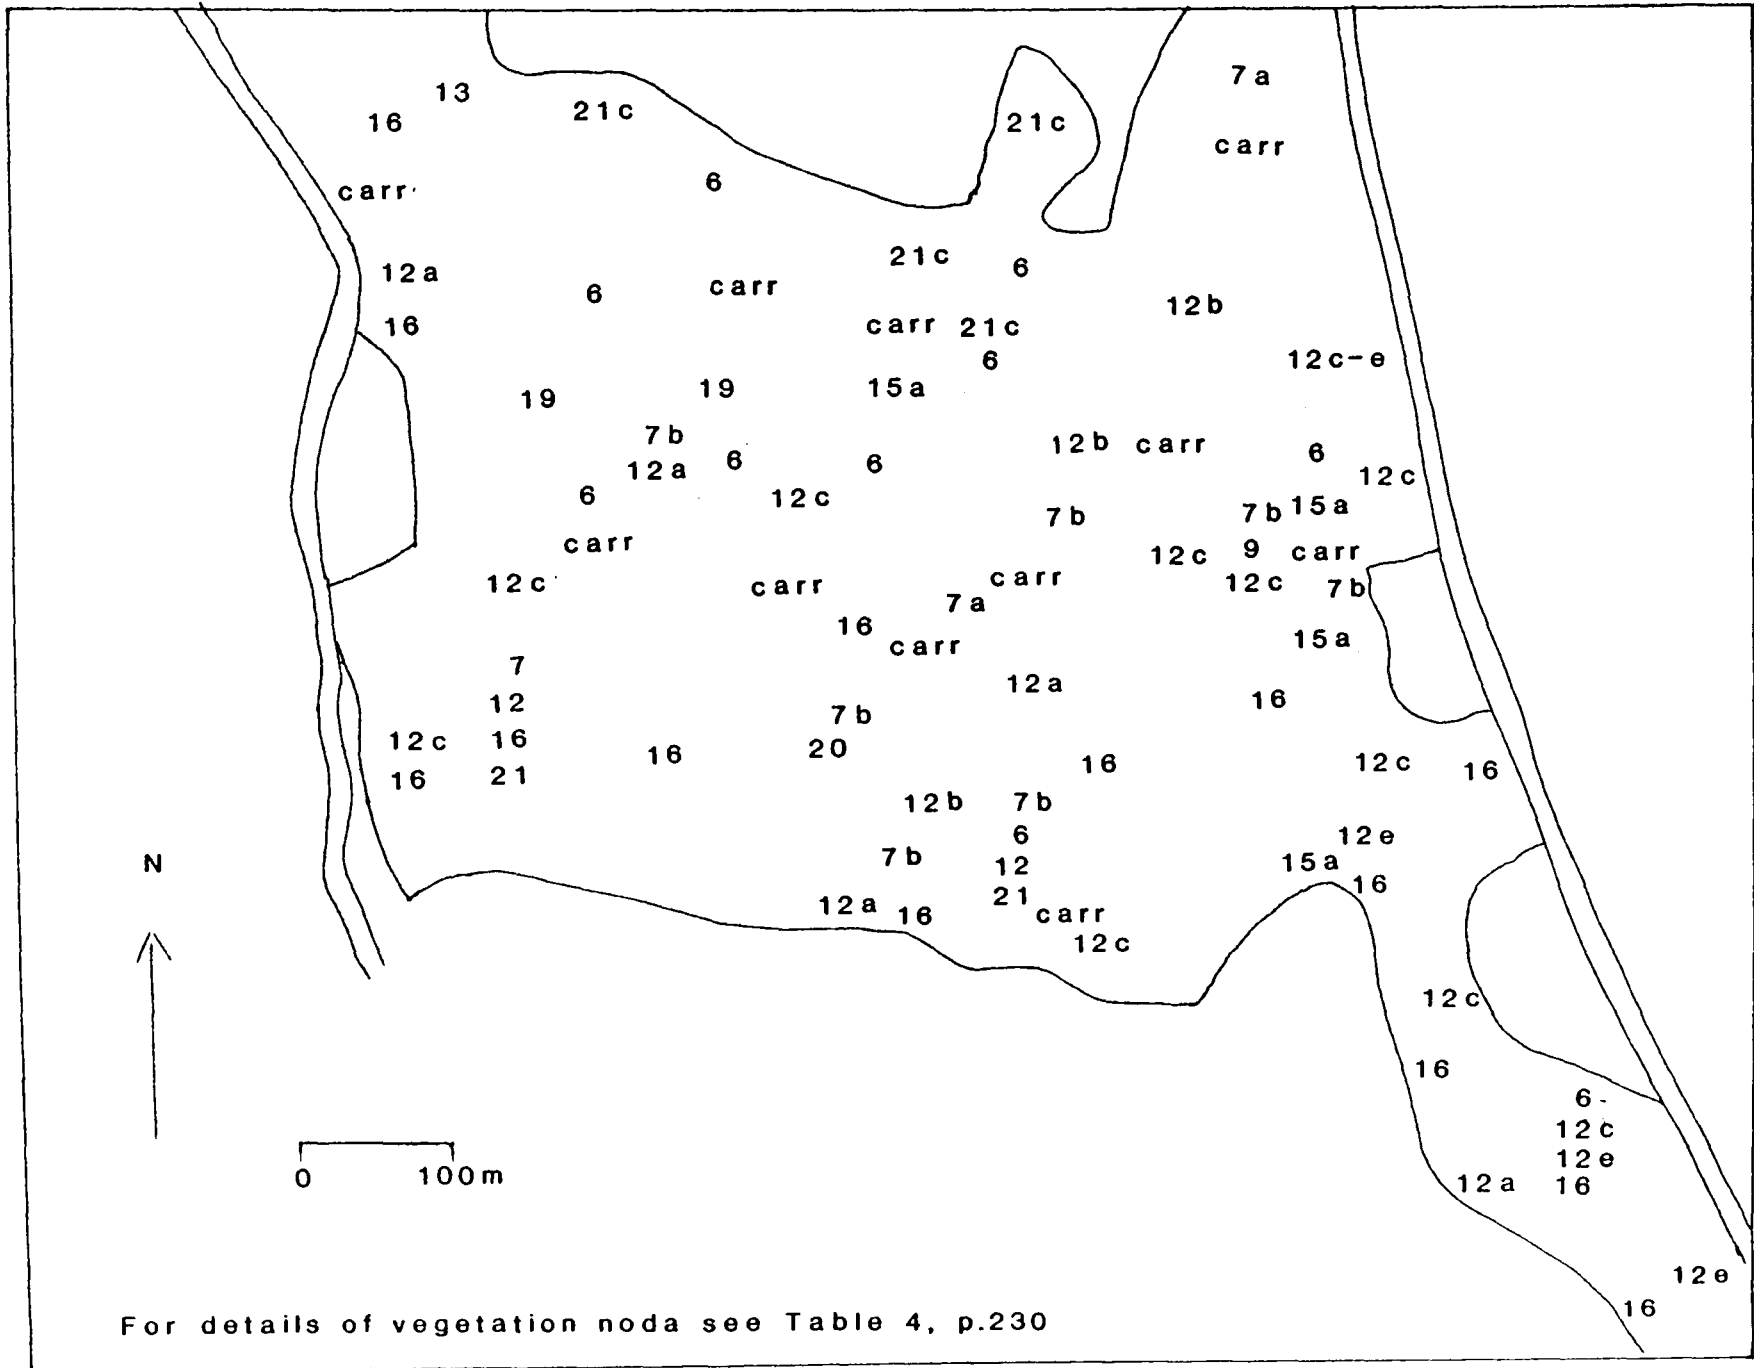 7a
13
21c
16
21c
carr
6
carr
21c
6
12a
carr
6
12b
16
carr 21c
6
12c-e
19
19
15a
7b
12b carr
6
12a
6
6
12c
6
12c
15a
7b
7b
carr
12c
9
carr
12c
carr
carr
12c
7b
7a
16
carr
15a
7
12a
12
16
7b
12c
16
16
20
16
12c
16
16
21
12b
7b
6
12e
7b
12
15a
16
21
12a
16
carr
12c
N
12c
16
6
12c
12e
0
100m
12a
16
12e
16
For details of vegetation noda see Table 4, p.230